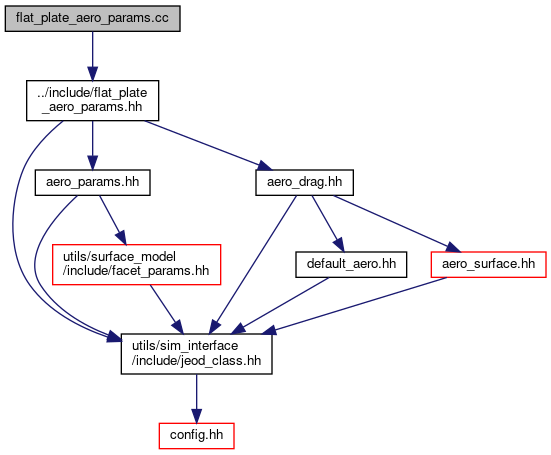 flat_plate_aero_params.cc
../include/flat_plate
_aero_params.hh
aero_params.hh
aero_drag.hh
utils/surface_model
/include/facet_params.hh
default_aero.hh
aero_surface.hh
utils/sim_interface
/include/jeod_class.hh
config.hh